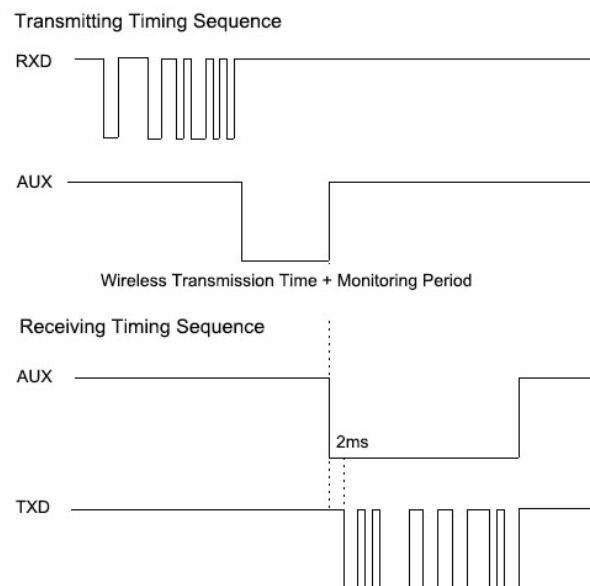 Transmitting Timing Sequence
RXD
AUX
Wireless Transmission Time + Monitoring Period
Receiving Timing Sequence
AUX
2ms
TXD